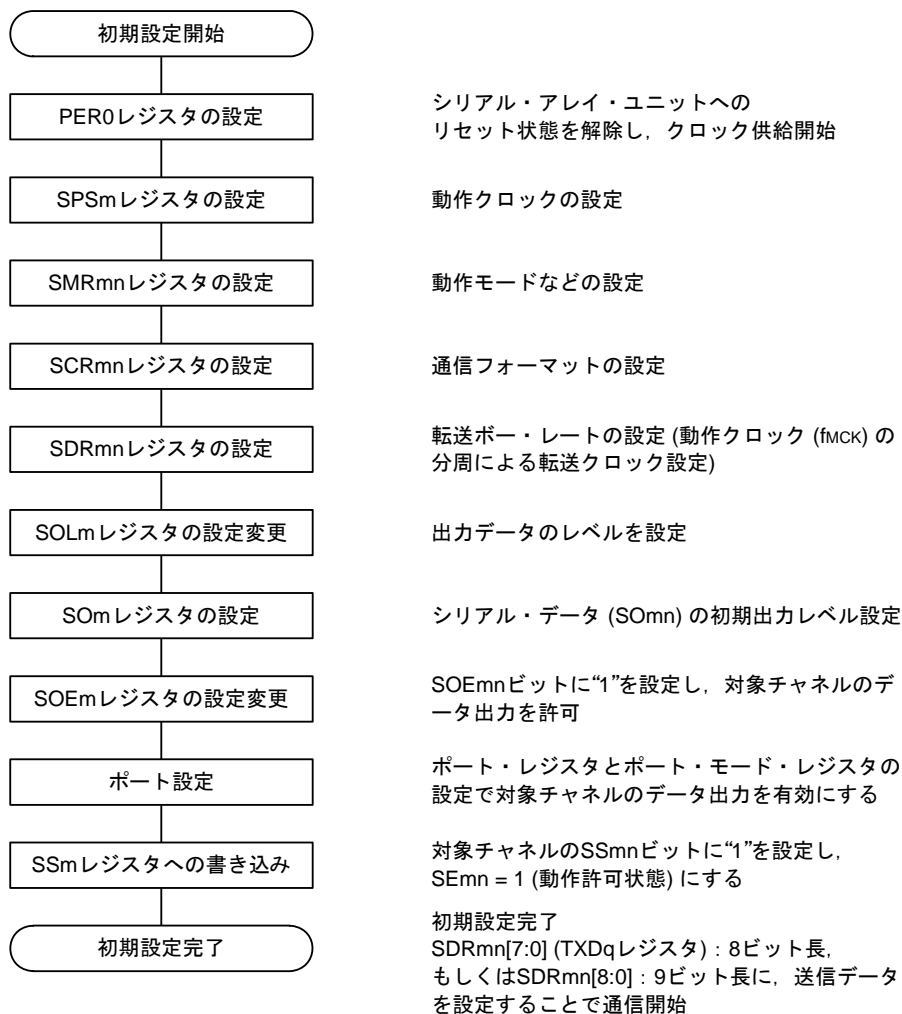 初期設定開始
PER0レジスタの設定
シリアル・アレイ・ユニットへの
リセット状態を解除し，クロック供給開始
SPSmレジスタの設定
動作クロックの設定
SMRmnレジスタの設定
動作モードなどの設定
SCRmnレジスタの設定
通信フォーマットの設定
SDRmnレジスタの設定
転送ボー・レートの設定 (動作クロック (fMCK) の
分周による転送クロック設定)
SOLmレジスタの設定変更
出力データのレベルを設定
SOmレジスタの設定
シリアル・データ (SOmn) の初期出力レベル設定
SOEmレジスタの設定変更
SOEmnビットに“1”を設定し，対象チャネルのデ
ータ出力を許可
ポート設定
ポート・レジスタとポート・モード・レジスタの
設定で対象チャネルのデータ出力を有効にする
SSmレジスタへの書き込み
対象チャネルのSSmnビットに“1”を設定し，
SEmn = 1 (動作許可状態) にする
初期設定完了
初期設定完了
SDRmn[7:0] (TXDqレジスタ)：8ビット長，
もしくはSDRmn[8:0]：9ビット長に，送信データ
を設定することで通信開始